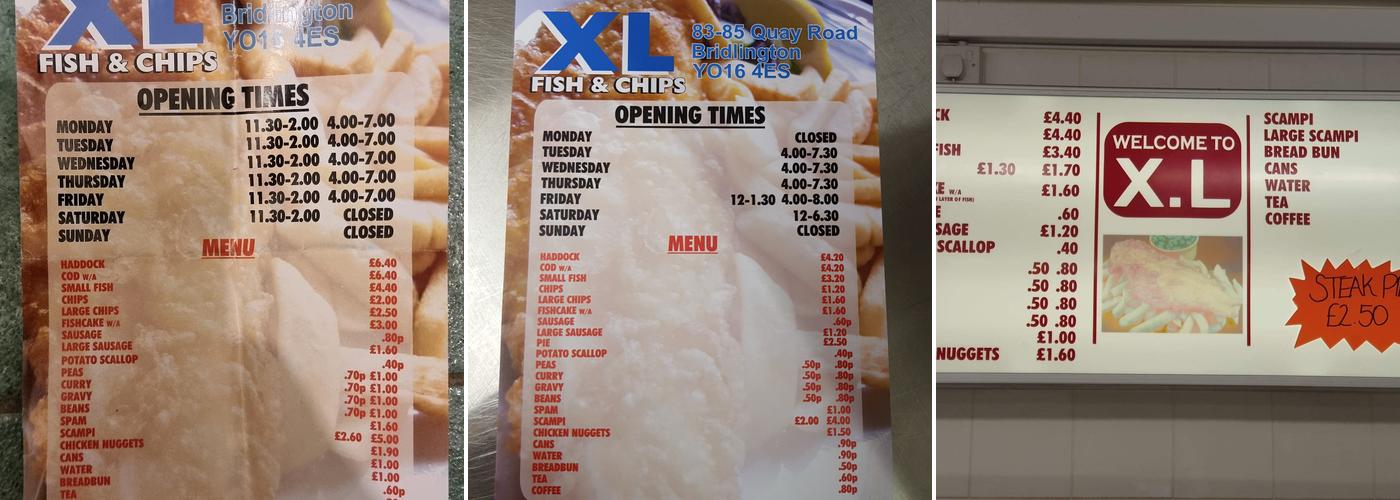 XL
Bridlington
YO16 4ES
FISH & CHIPS
OPENING TIMES
MONDAY 11.30-2.00 4.00-7.00
TUESDAY 11.30-2.00 4.00-7.00
WEDNESDAY 11.30-2.00 4.00-7.00
THURSDAY 11.30-2.00 4.00-7.00
FRIDAY 11.30-2.00 4.00-7.00
SATURDAY 11.30-2.00 CLOSED
SUNDAY CLOSED
MENU
HADDOCK £6.40
COD W/A £6.40
SMALL FISH £4.40
CHIPS £2.00
LARGE CHIPS £2.50
FISHCAKE W/A £3.00
SAUSAGE .80p
LARGE SAUSAGE £1.60
POTATO SCALLOP .40p
PEAS .70p £1.00
CURRY .70p £1.00
GRAVY .70p £1.00
BEANS .70p £1.00
SPAM £1.60
SCAMPI £2.60 £5.00
CHICKEN NUGGETS £1.90
CANS £1.00
WATER £1.00
BREADBUN .60p
TEA
XL
83-85 Quay Road
Bridlington
YO16 4ES
FISH & CHIPS
OPENING TIMES
MONDAY CLOSED
TUESDAY 4.00-7.30
WEDNESDAY 4.00-7.30
THURSDAY 4.00-7.30
FRIDAY 12-1.30 4.00-8.00
SATURDAY 12-6.30
SUNDAY CLOSED
MENU
HADDOCK £4.20
COD W/A £4.20
SMALL FISH £3.20
CHIPS £1.20
LARGE CHIPS £1.60
FISHCAKE W/A £1.60
SAUSAGE .60p
LARGE SAUSAGE £1.20
PIE £2.50
POTATO SCALLOP .40p
PEAS .50p .80p
CURRY .50p .80p
GRAVY .50p .80p
BEANS .50p .80p
SPAM £1.00
SCAMPI £2.00 £4.00
CHICKEN NUGGETS £1.50
CANS .90p
WATER .90p
BREADBUN .50p
TEA .60p
COFFEE .80p
CK £4.40
£4.40
FISH £3.40
£1.30 £1.70
W/A £1.60
LAYER OF FISH)
.60
SAGE £1.20
SCALLOP .40
.50 .80
.50 .80
.50 .80
.50 .80
£1.00
NUGGETS £1.60
WELCOME TO
X.L
SCAMPI
LARGE SCAMPI
BREAD BUN
CANS
WATER
TEA
COFFEE
STEAK PI
£2.50